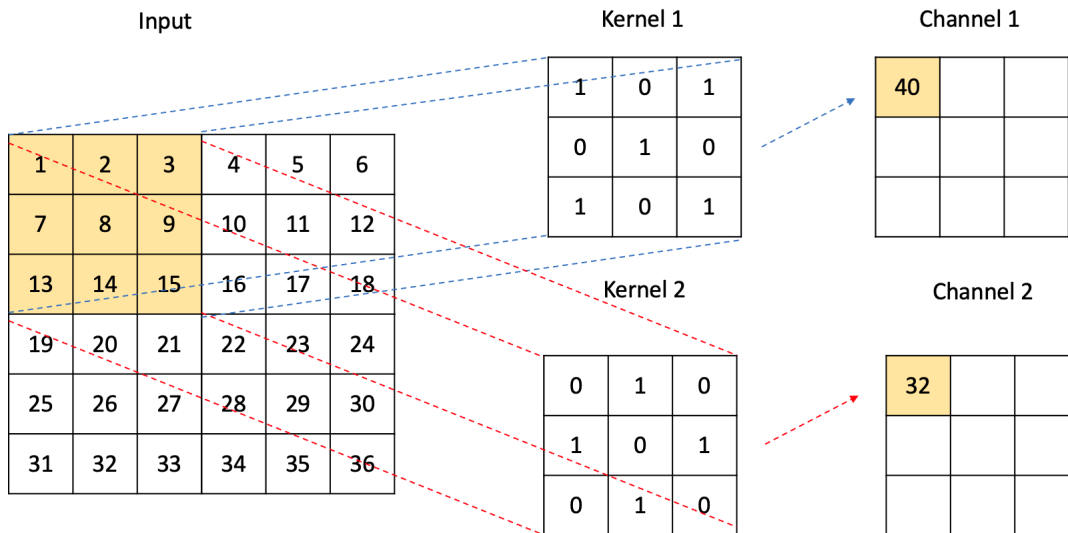 Input
1 2 3 4 5 6
7 8 9 10 11 12
13 14 15 16 17 18
19 20 21 22 23 24
25 26 27 28 29 30
31 32 33 34 35 36
Kernel 1
1 0 1
0 1 0
1 0 1
Channel 1
40
Kernel 2
0 1 0
1 0 1
0 1 0
Channel 2
32